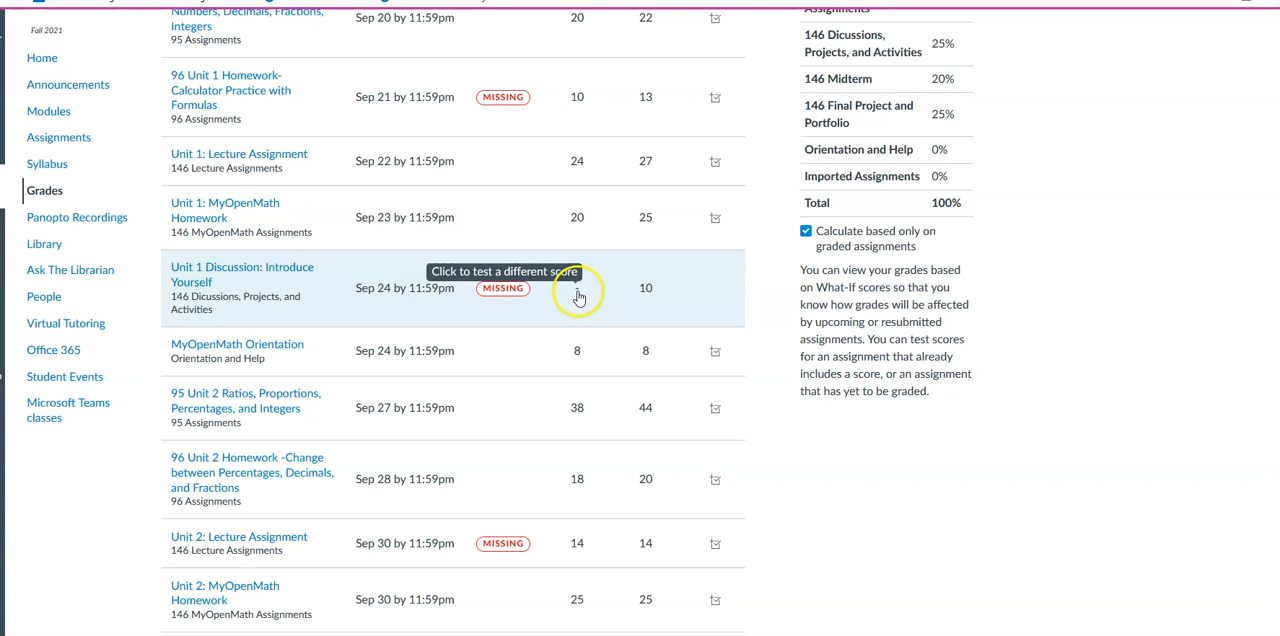 Fall 2021
Home
Announcements
Modules
Assignments
Syllabus
Grades
Panopto Recordings
Library
Ask The Librarian
People
Virtual Tutoring
Office 365
Student Events
Microsoft Teams
classes
Numbers, Decimals, Fractions,
Integers
95 Assignments
Sep 20 by 11:59pm
20
22
96 Unit 1 Homework-
Calculator Practice with
Formulas
96 Assignments
Sep 21 by 11:59pm
MISSING
10
13
Unit 1: Lecture Assignment
146 Lecture Assignments
Sep 22 by 11:59pm
24
27
Unit 1: MyOpenMath
Homework
146 MyOpenMath Assignments
Sep 23 by 11:59pm
20
25
Unit 1 Discussion: Introduce
Yourself
146 Dicussions, Projects, and
Activities
Sep 24 by 11:59pm
MISSING
Click to test a different score
10
MyOpenMath Orientation
Orientation and Help
Sep 24 by 11:59pm
8
8
95 Unit 2 Ratios, Proportions,
Percentages, and Integers
95 Assignments
Sep 27 by 11:59pm
38
44
96 Unit 2 Homework -Change
between Percentages, Decimals,
and Fractions
96 Assignments
Sep 28 by 11:59pm
18
20
Unit 2: Lecture Assignment
146 Lecture Assignments
Sep 30 by 11:59pm
MISSING
14
14
Unit 2: MyOpenMath
Homework
146 MyOpenMath Assignments
Sep 30 by 11:59pm
25
25
Assignments
146 Dicussions,
Projects, and Activities
25%
146 Midterm
20%
146 Final Project and
Portfolio
25%
Orientation and Help
0%
Imported Assignments
0%
Total
100%
Calculate based only on
graded assignments
You can view your grades based
on What-If scores so that you
know how grades will be affected
by upcoming or resubmitted
assignments. You can test scores
for an assignment that already
includes a score, or an assignment
that has yet to be graded.